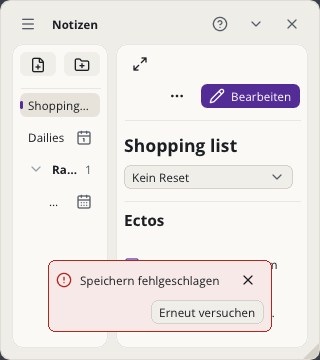 Notizen
Shopping...
Dailies
Ra... 1
...
Bearbeiten
Shopping list
Kein Reset
Ectos
Speichern fehlgeschlagen
Erneut versuchen